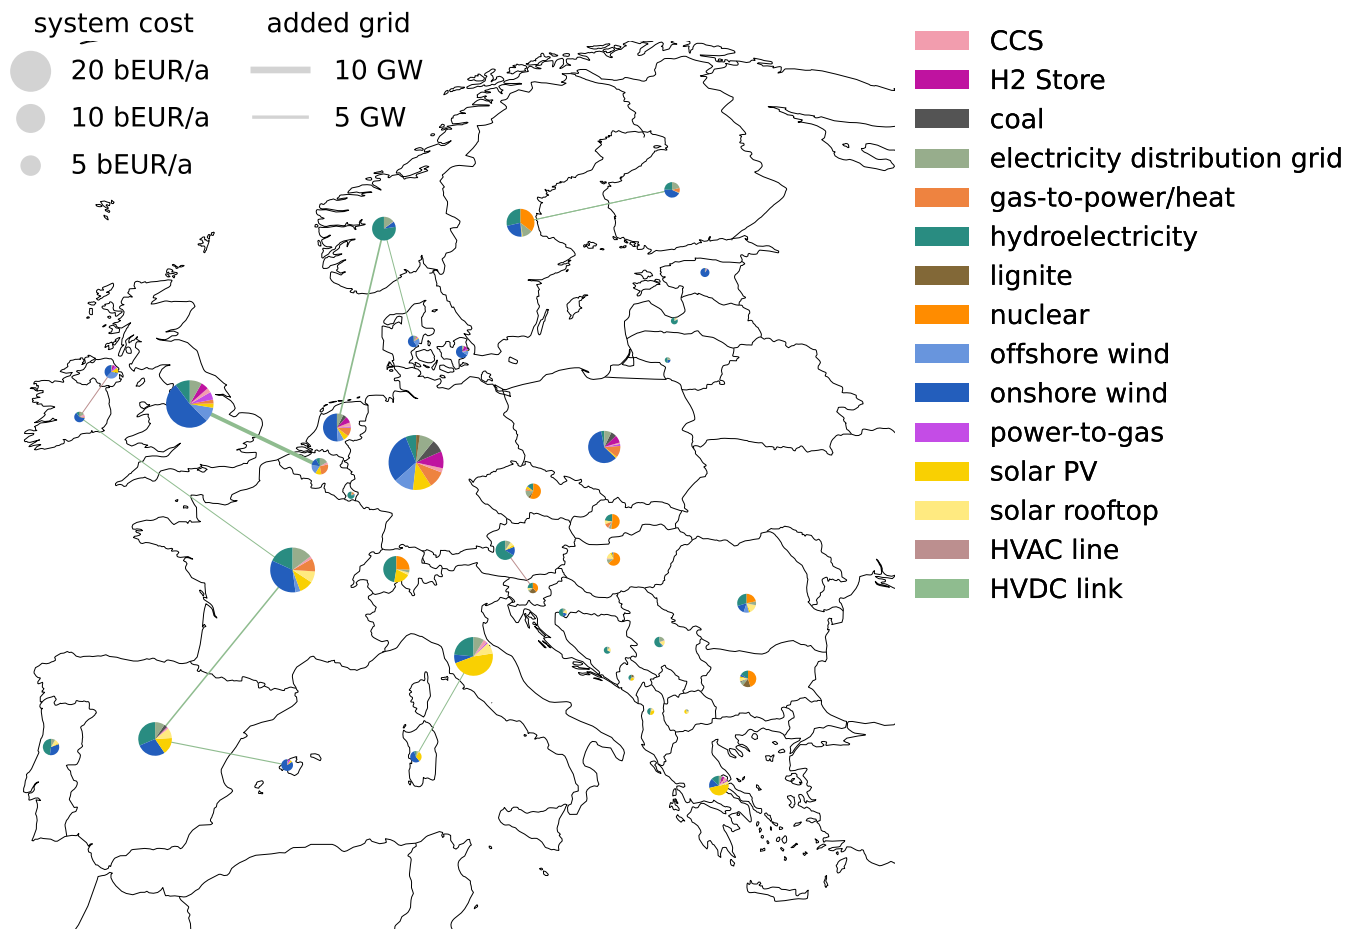 system cost
20 bEUR/a
10 bEUR/a
5 bEUR/a
added grid
10 GW
5 GW
CCS
H2 Store
coal
electricity distribution grid
gas-to-power/heat
hydroelectricity
lignite
nuclear
offshore wind
onshore wind
power-to-gas
solar PV
solar rooftop
HVAC line
HVDC link